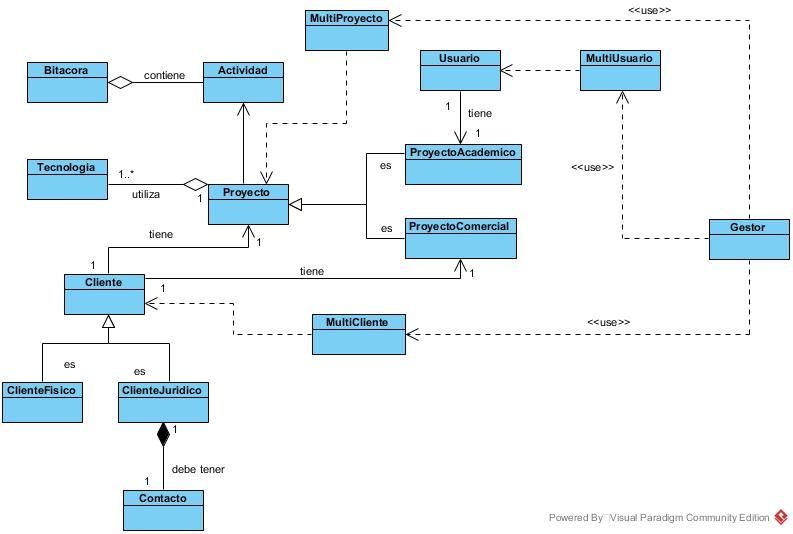 <<use>>
MultiProyecto
Usuario
MultiUsuario
Bitacora
contiene
Actividad
1
tiene
1
ProyectoAcademico
es
<<use>>
Tecnologia
1..*
utiliza
1
Proyecto
es
ProyectoComercial
Gestor
tiene
1
1
Cliente
1
tiene
1
MultiCliente
<<use>>
es
es
ClienteFisico
ClienteJuridico
1
debe tener
1
Contacto
Powered By Visual Paradigm Community Edition